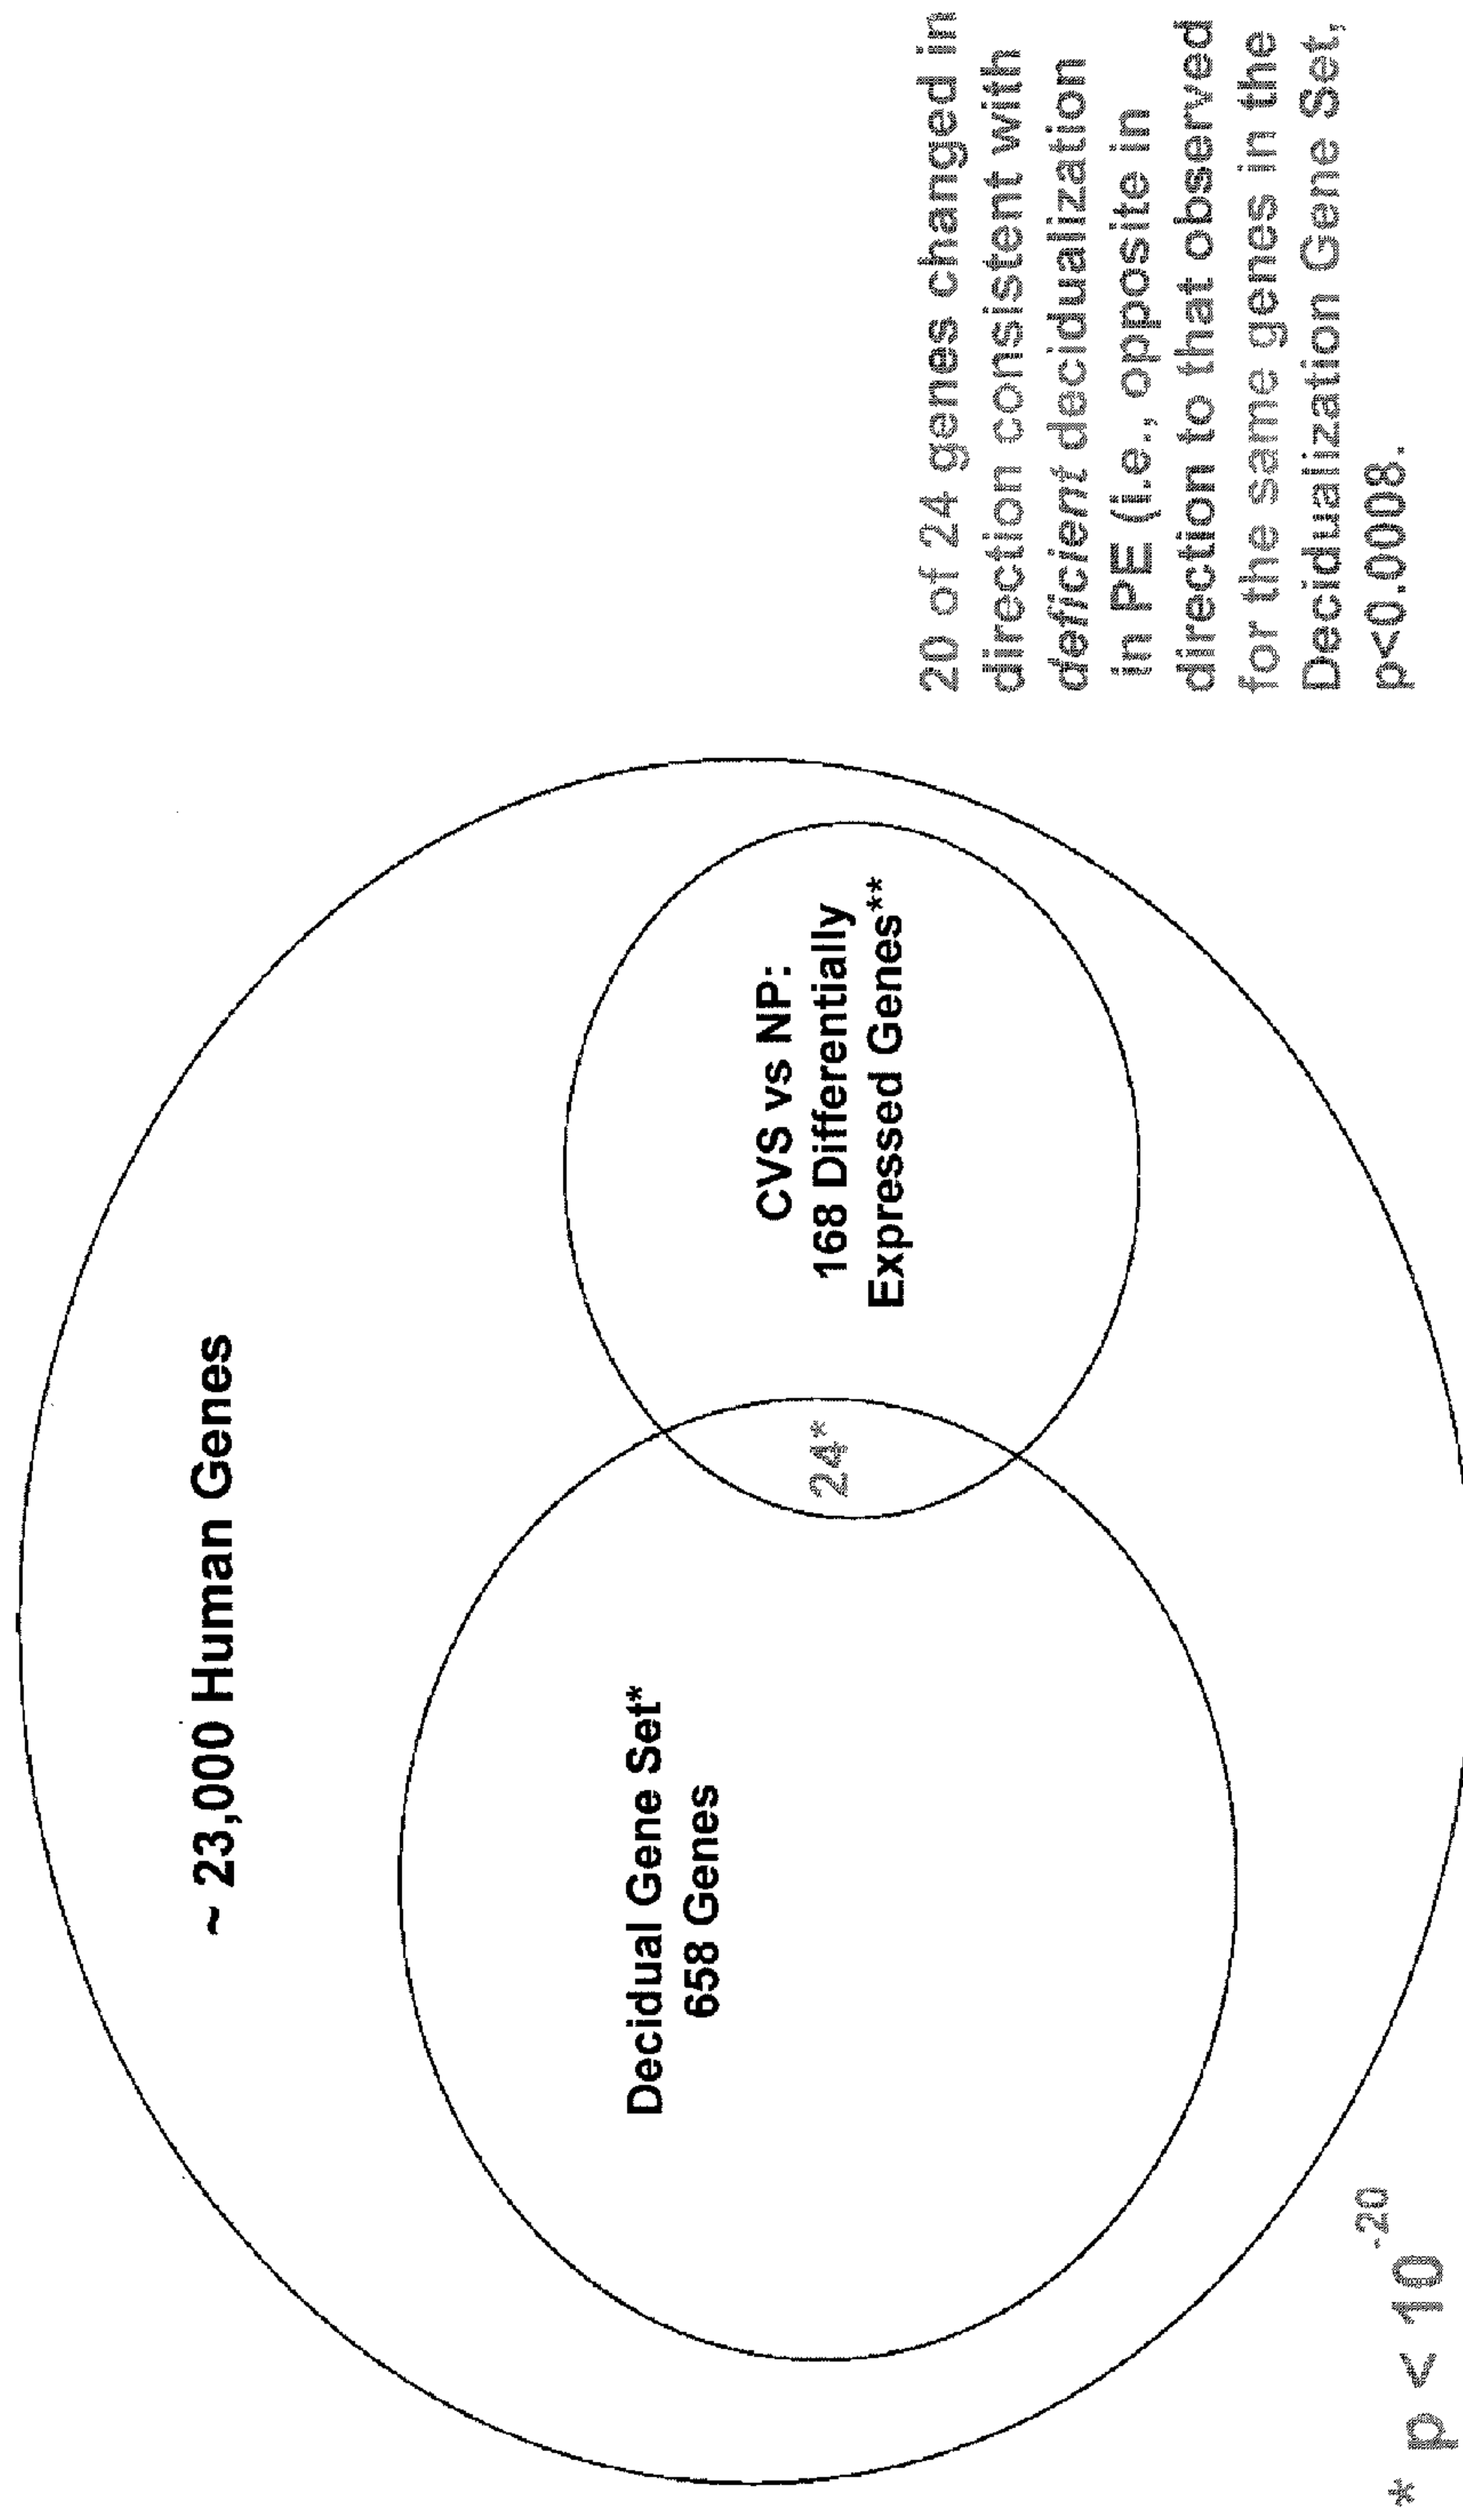 ~ 23,000 Human Genes
Decidual Gene Set*
658 Genes
24*
CVS vs NP:
168 Differentially
Expressed Genes**
20 of 24 genes changed in
direction consistent with
deficient decidualization
in PE (i.e., opposite in
direction to that observed
for the same genes in the
Decidualization Gene Set,
p<0.0008.
* p < 10-20